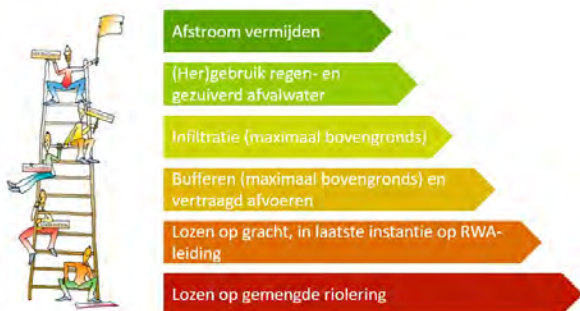 Afstroom vermijden
(Her)gebruik regen- en
gezuiverd afvalwater
Infiltratie (maximaal bovengronds)
Bufferen (maximaal bovengronds) en
vertraagd afvoeren
Lozen op gracht, in laatste instantie op RWA-
leiding
Lozen op gemengde riolering